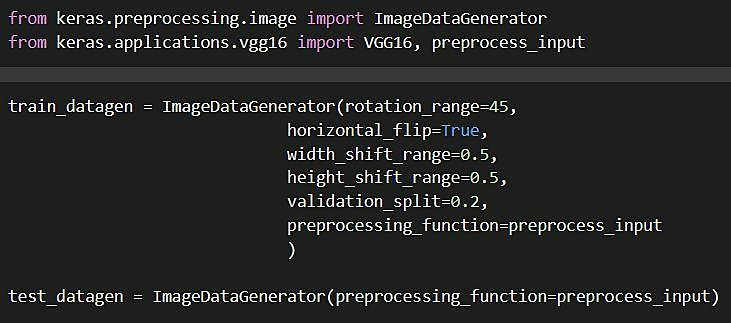 from keras.preprocessing.image import ImageDataGenerator
from keras.applications.vgg16 import VGG16, preprocess_input
train_datagen = ImageDataGenerator(rotation_range=45,
horizontal_flip=True,
width_shift_range=0.5,
height_shift_range=0.5,
validation_split=0.2,
preprocessing_function=preprocess_input
)
test_datagen = ImageDataGenerator(preprocessing_function=preprocess_input)